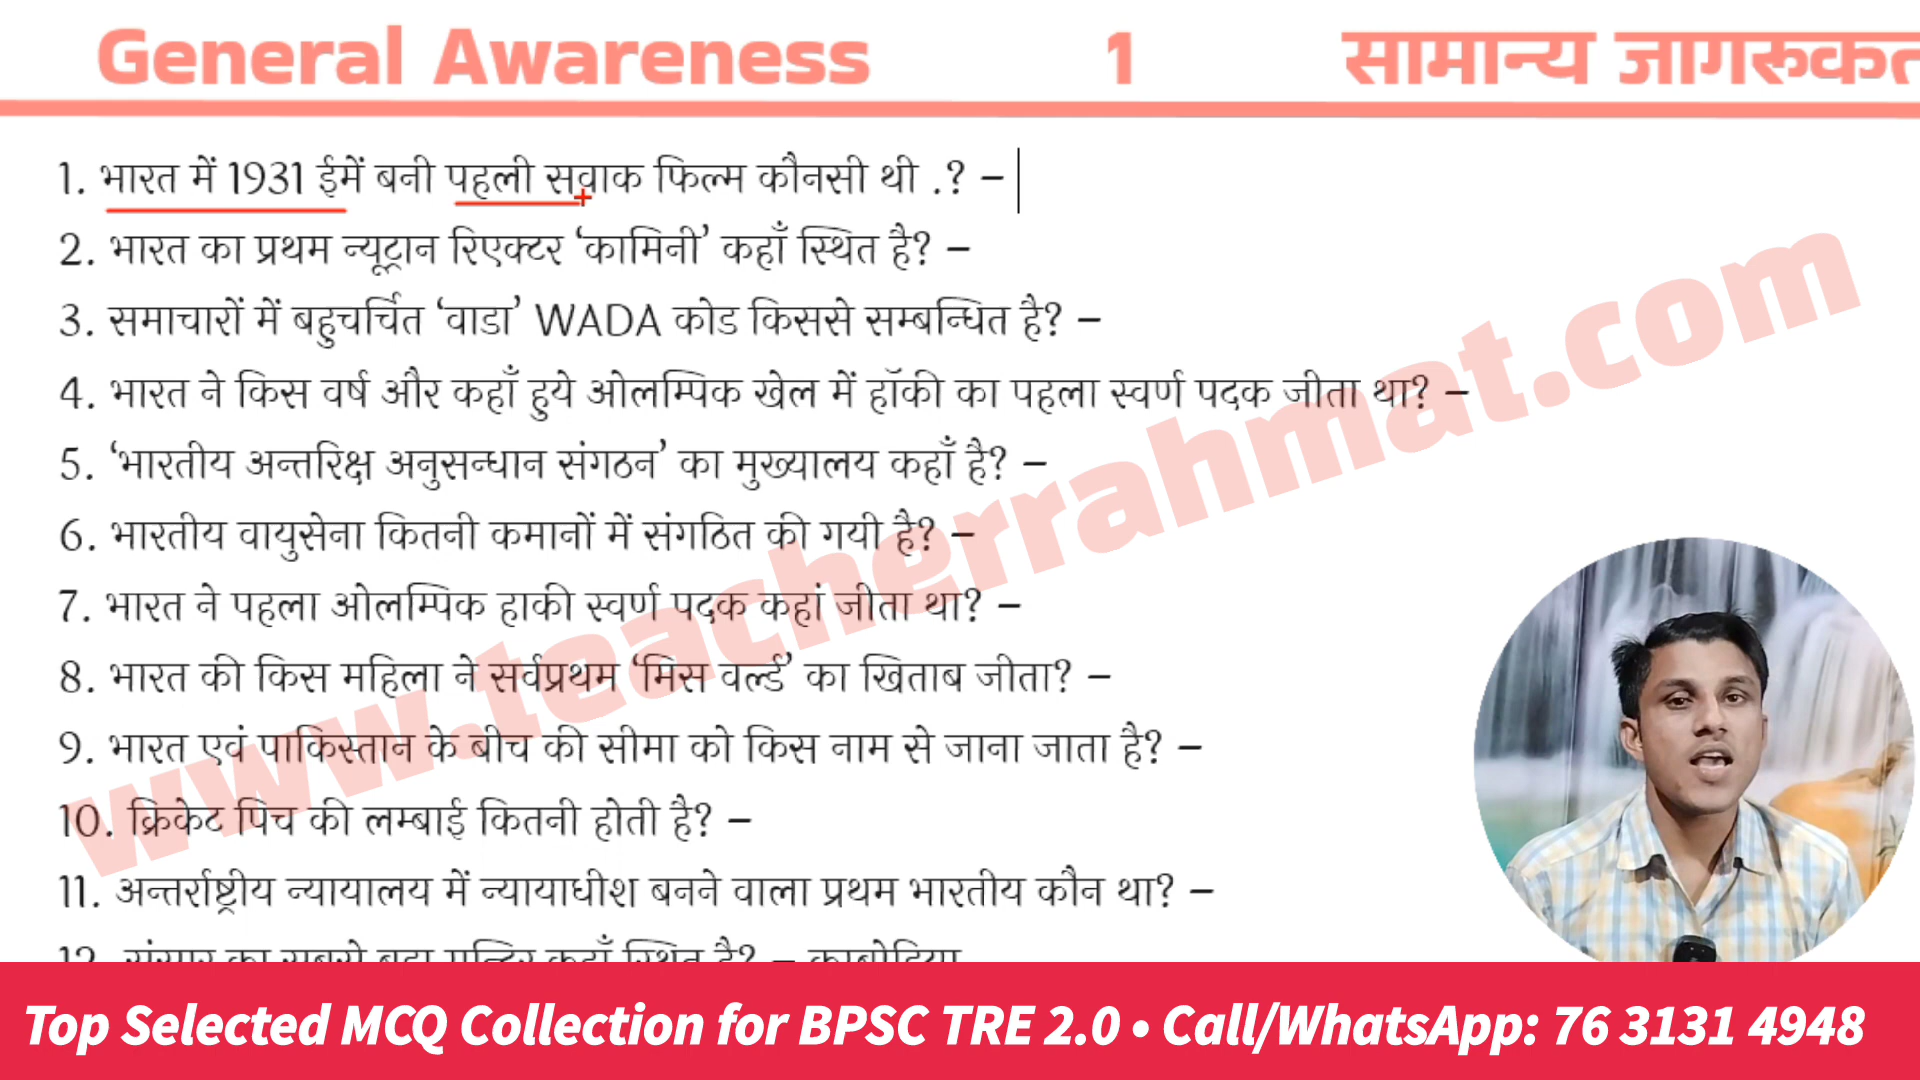 General Awareness 1 सामान्य जागरूकत
1. भारत में 1931 ईमें बनी पहली सवाक फिल्म कौनसी थी .? –
2. भारत का प्रथम न्यूट्रान रिएक्टर ‘कामिनी’ कहाँ स्थित है? –
3. समाचारों में बहुचर्चित ‘वाडा’ WADA कोड किससे सम्बन्धित है? –
4. भारत ने किस वर्ष और कहाँ हुये ओलम्पिक खेल में हॉकी का पहला स्वर्ण पदक जीता था? –
5. ‘भारतीय अन्तरिक्ष अनुसन्धान संगठन’ का मुख्यालय कहाँ है? –
6. भारतीय वायुसेना कितनी कमानों में संगठित की गयी है? –
7. भारत ने पहला ओलम्पिक हाकी स्वर्ण पदक कहां जीता था? –
8. भारत की किस महिला ने सर्वप्रथम ‘मिस वर्ल्ड’ का खिताब जीता? –
9. भारत एवं पाकिस्तान के बीच की सीमा को किस नाम से जाना जाता है? –
10. क्रिकेट पिच की लम्बाई कितनी होती है? –
11. अन्तर्राष्ट्रीय न्यायालय में न्यायाधीश बनने वाला प्रथम भारतीय कौन था? –
12. संसार का सबसे बड़ा मन्दिर कहाँ स्थित है? – काम्बोडिया
www.teacherrahmat.com
Top Selected MCQ Collection for BPSC TRE 2.0 • Call/WhatsApp: 76 3131 4948